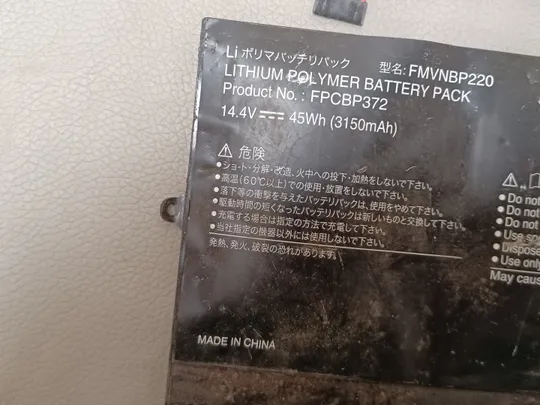 Li ポリマバッテリパック 型名: FMVNBP220
LITHIUM POLYMER BATTERY PACK
Product No. : FPCBP372
14.4V 45Wh (3150mAh)
⚠ 危険
●ショート・分解・改造、火中への投下・加熱をしないで下さい。
●高温(60℃以上)での使用・放置をしないで下さい。
●落下等の衝撃を与えたバッテリパックは、使用をやめて下さい。
●駆動時間の短くなったバッテリパックは新しいものと交換して下さい。
●充電する場合は指定の方法で充電して下さい。
●当社指定の機器以外には使用しないで下さい。
発熱、発火、破裂の恐れがあります。
MADE IN CHINA
⚠
● Do not
● Do not
● Do not
● Use
● Dispose
● Use only
May cause